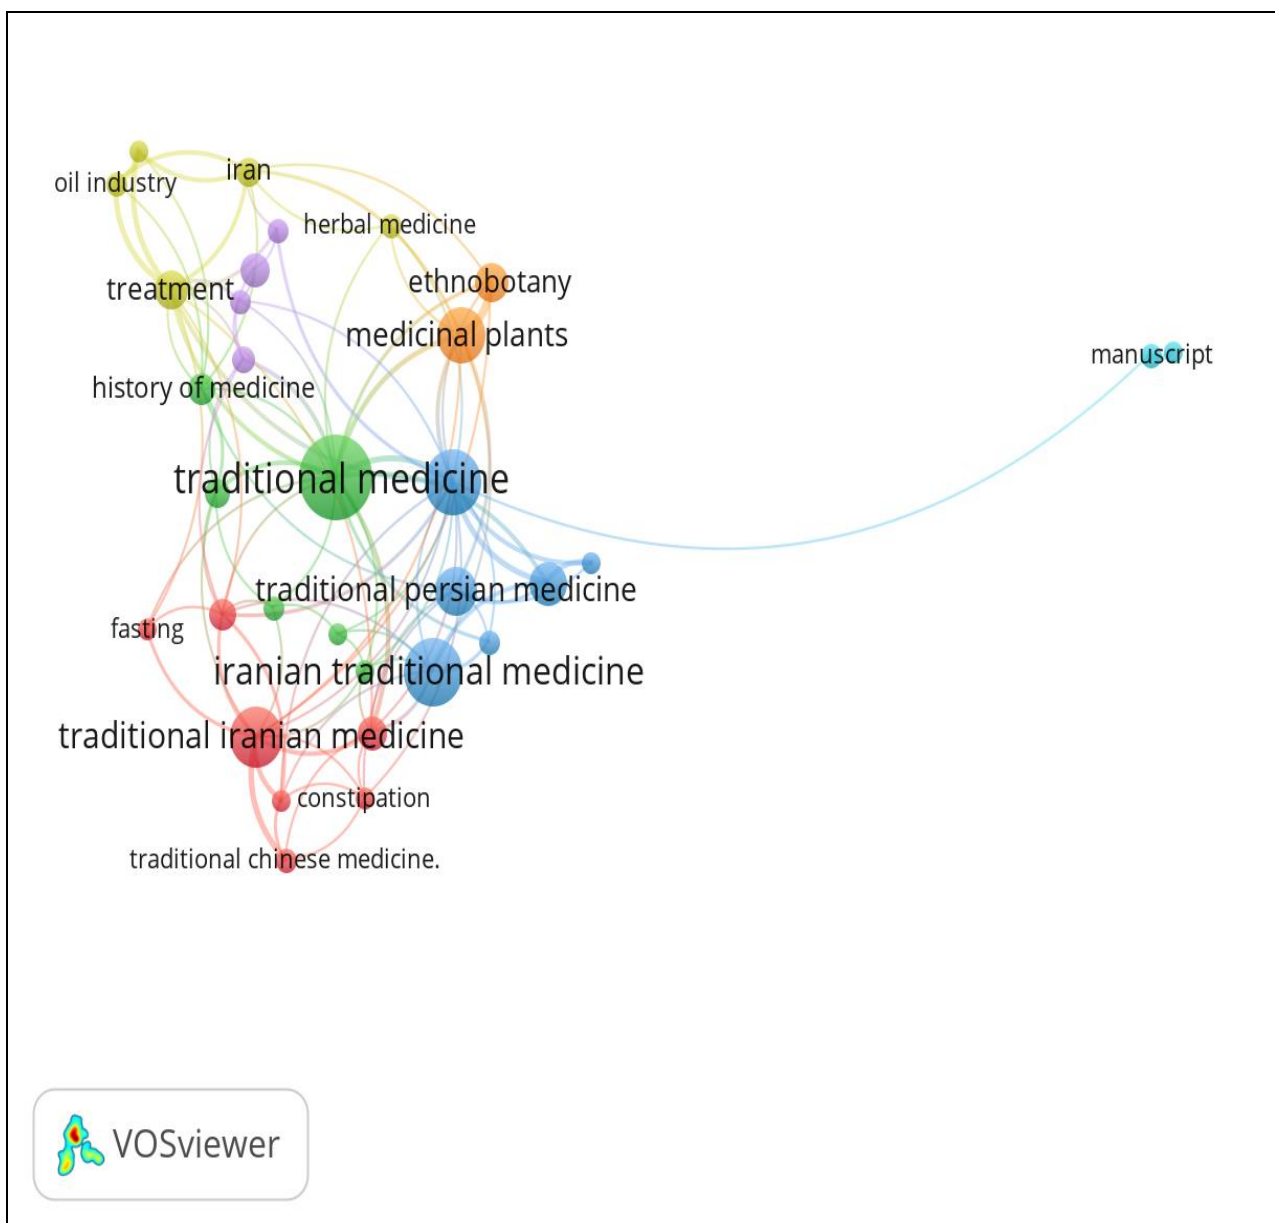 iran
oil industry
herbal medicine
ethnobotany
treatment
medicinal plants
manuscript
history of medicine
traditional medicine
traditional persian medicine
fasting
iranian traditional medicine
traditional iranian medicine
constipation
traditional chinese medicine.
VOSviewer